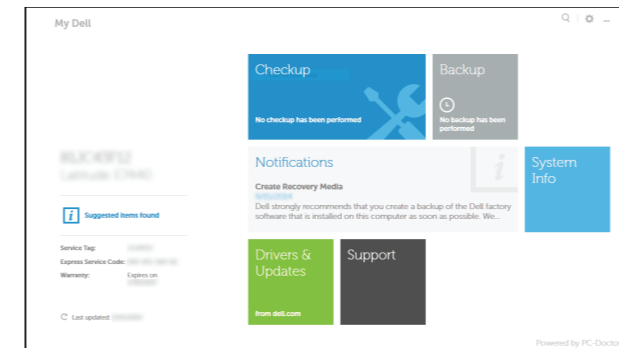 My Dell
Checkup
No checkup has been performed
Backup
No backup has been
performed
Notifications
Create Recovery Media
Dell strongly recommends that you create a backup of the Dell factory
software that is installed on this computer as soon as possible. We...
System
Info
Suggested items found
Service Tag:
Express Service Code:
Warranty:
Expires on
Last updated:
Drivers &
Updates
from dell.com
Support
Powered by PC-Doctor